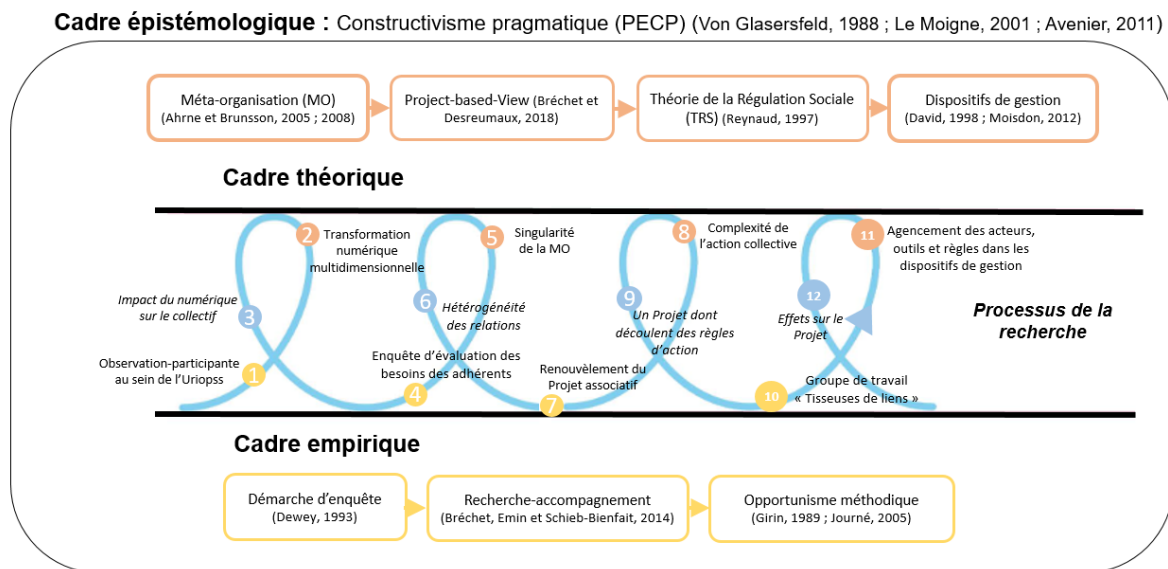 Cadre épistémologique : Constructivisme pragmatique (PECP) (Von Glasersfeld, 1988 ; Le Moigne, 2001 ; Avenier, 2011)
Méta-organisation (MO)
(Ahrne et Brunsson, 2005 ; 2008)
Project-based-View (Bréchet et
Desreumaux, 2018)
Théorie de la Régulation Sociale
(TRS) (Reynaud, 1997)
Dispositifs de gestion
(David, 1998 ; Moisdon, 2012)
Cadre théorique
2
Transformation
numérique
multidimensionnelle
5
Singularité
de la MO
8
Complexité de
l'action collective
11
Agencement des acteurs,
outils et règles dans les
dispositifs de gestion
Impact du numérique
sur le collectif
3
6
Hétérogénéité
des relations
9
Un Projet dont
découlent des règles
d'action
12
Effets sur le
Projet
Processus de la
recherche
Observation-participante
au sein de l'Uriopss
1
Enquête d'évaluation des
besoins des adhérents
4
Renouvèlement du
Projet associatif
7
Groupe de travail
« Tisseuses de liens »
10
Cadre empirique
Démarche d'enquête
(Dewey, 1993)
Recherche-accompagnement
(Bréchet, Emin et Schieb-Bienfait, 2014)
Opportunisme méthodique
(Girin, 1989 ; Journé, 2005)